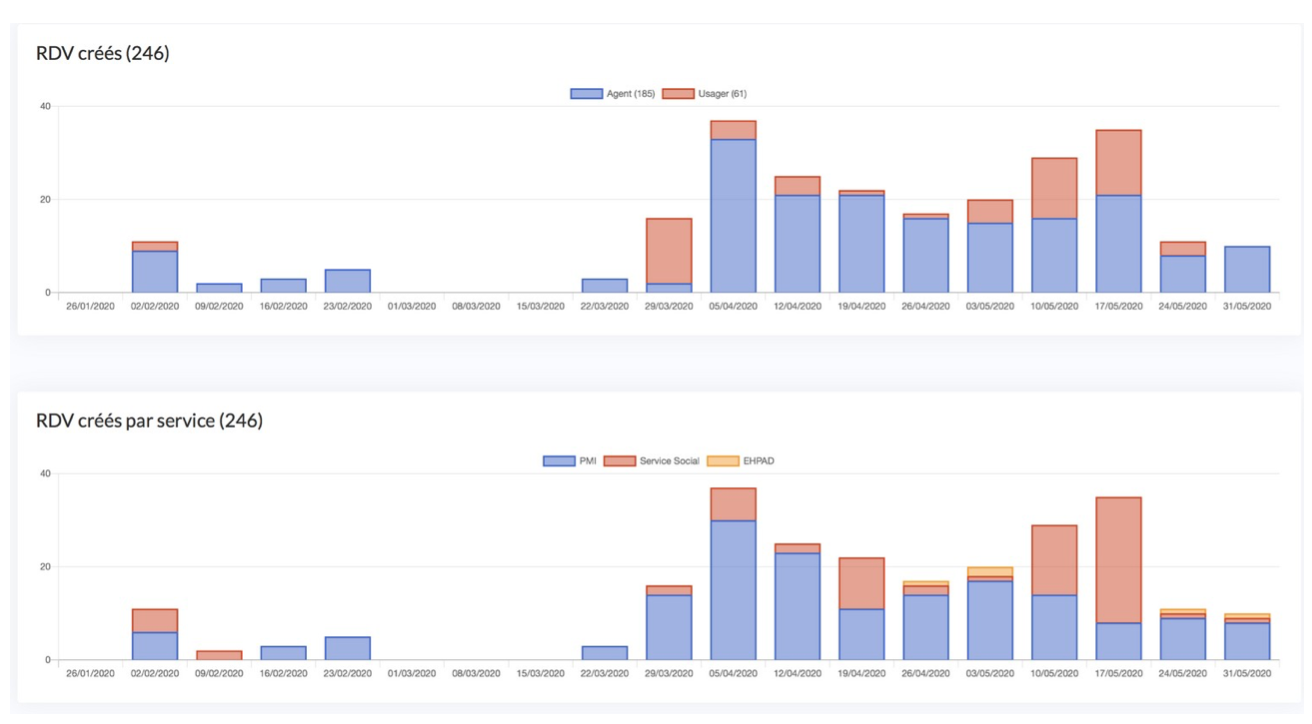 RDV créés (246)
Agent (185) Usager (61)
40
20
0
26/01/2020 02/02/2020 09/02/2020 16/02/2020 23/02/2020 01/03/2020 08/03/2020 15/03/2020 22/03/2020 29/03/2020 05/04/2020 12/04/2020 19/04/2020 26/04/2020 03/05/2020 10/05/2020 17/05/2020 24/05/2020 31/05/2020
RDV créés par service (246)
PMI Service Social EHPAD
40
20
0
26/01/2020 02/02/2020 09/02/2020 16/02/2020 23/02/2020 01/03/2020 08/03/2020 15/03/2020 22/03/2020 29/03/2020 05/04/2020 12/04/2020 19/04/2020 26/04/2020 03/05/2020 10/05/2020 17/05/2020 24/05/2020 31/05/2020